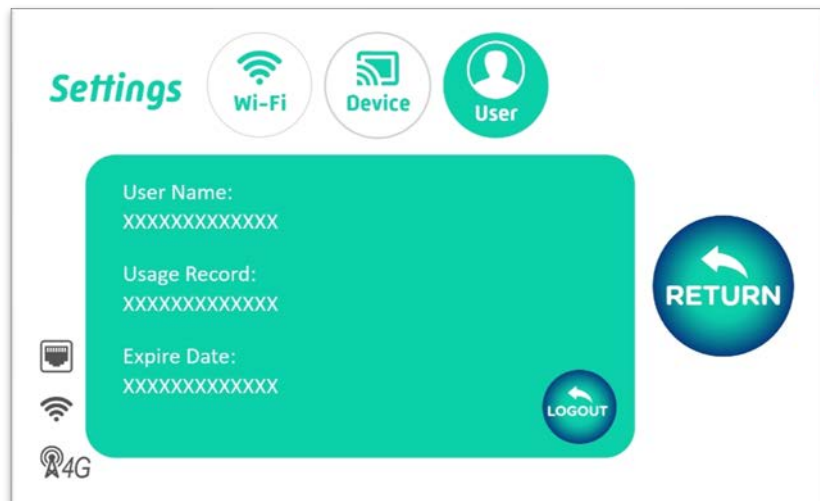 Settings
Wi-Fi
Device
User
User Name:
XXXXXXXXXXXXX
Usage Record:
XXXXXXXXXXXXX
Expire Date:
XXXXXXXXXXXXX
LOGOUT
RETURN
4G